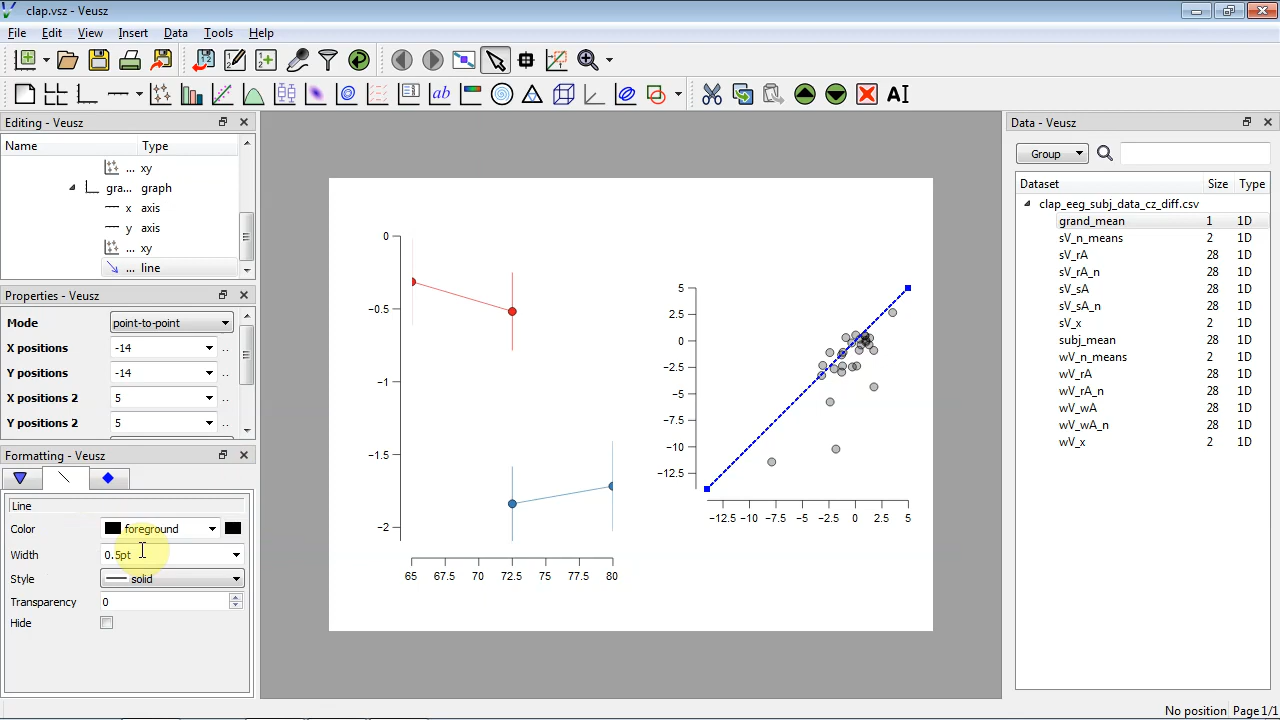 clap.vsz - Veusz
File Edit View Insert Data Tools Help
ab
Editing - Veusz
Name Type
... xy
gra... graph
x axis
y axis
... xy
... line
Properties - Veusz
Mode point-to-point
X positions -14 ..
Y positions -14 ..
X positions 2 5 ..
Y positions 2 5 ..
Formatting - Veusz
Line
Color foreground
Width 0.5pt
Style solid
Transparency 0
Hide
0
−0.5
−1
−1.5
−2
65 67.5 70 72.5 75 77.5 80
5
2.5
0
−2.5
−5
−7.5
−10
−12.5
−12.5 −10 −7.5 −5 −2.5 0 2.5 5
Data - Veusz
Group
Dataset Size Type
clap_eeg_subj_data_cz_diff.csv
grand_mean 1 1D
sV_n_means 2 1D
sV_rA 28 1D
sV_rA_n 28 1D
sV_sA 28 1D
sV_sA_n 28 1D
sV_x 2 1D
subj_mean 28 1D
wV_n_means 2 1D
wV_rA 28 1D
wV_rA_n 28 1D
wV_wA 28 1D
wV_wA_n 28 1D
wV_x 2 1D
No position Page1/1